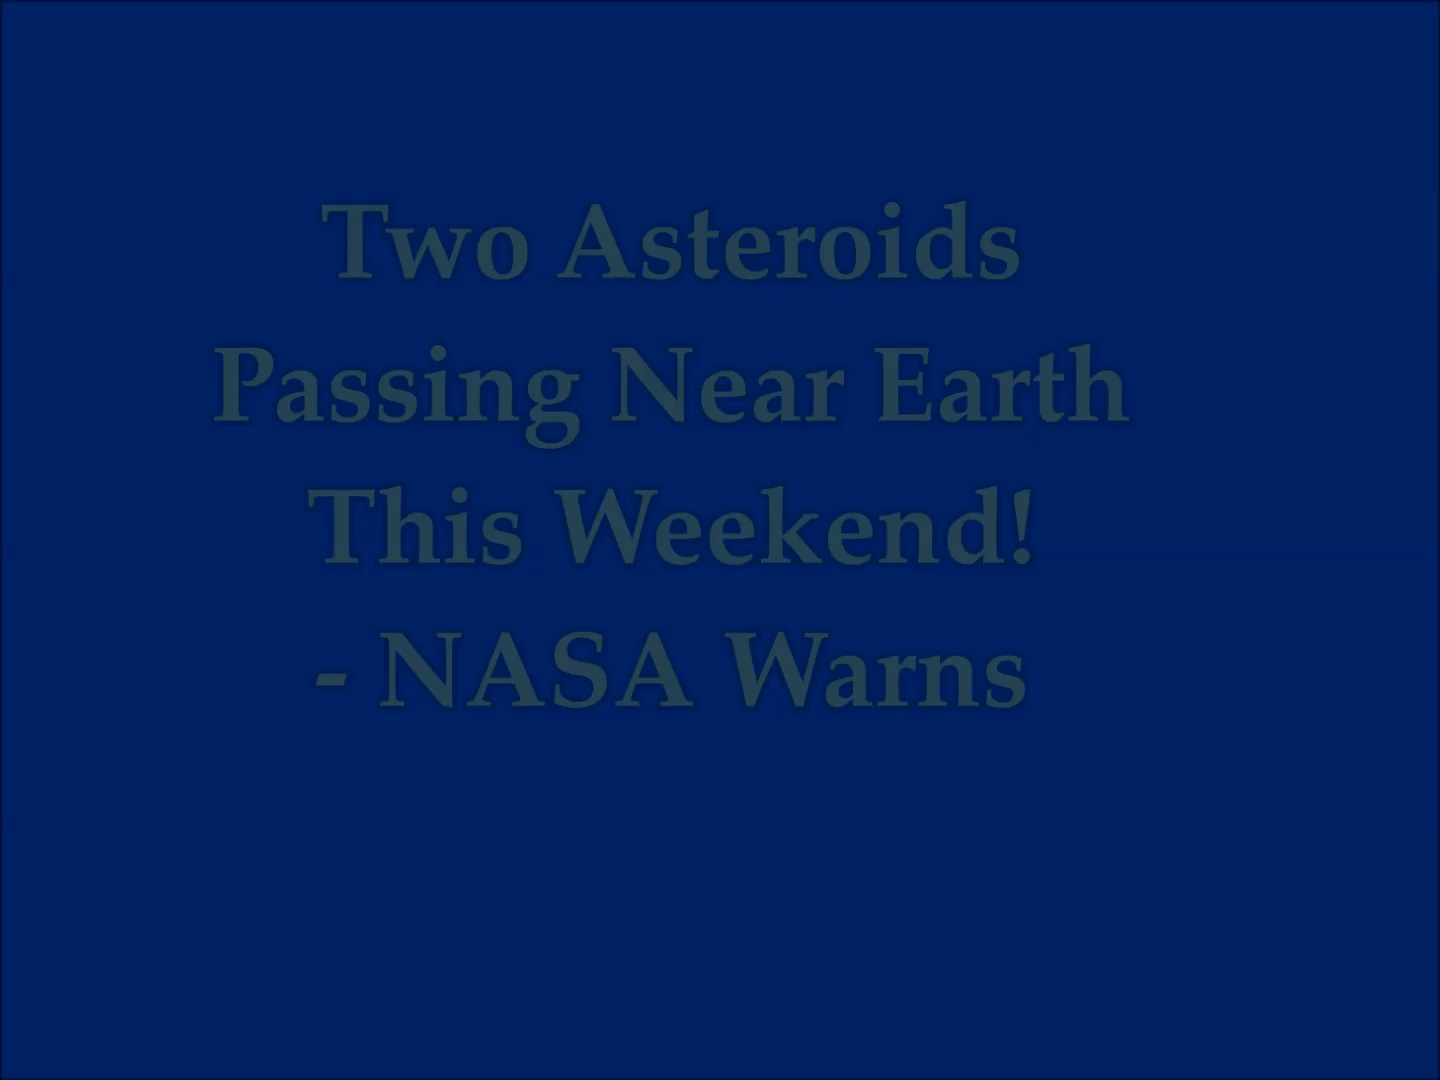 Two Asteroids
Passing Near Earth
This Weekend!
- NASA Warns